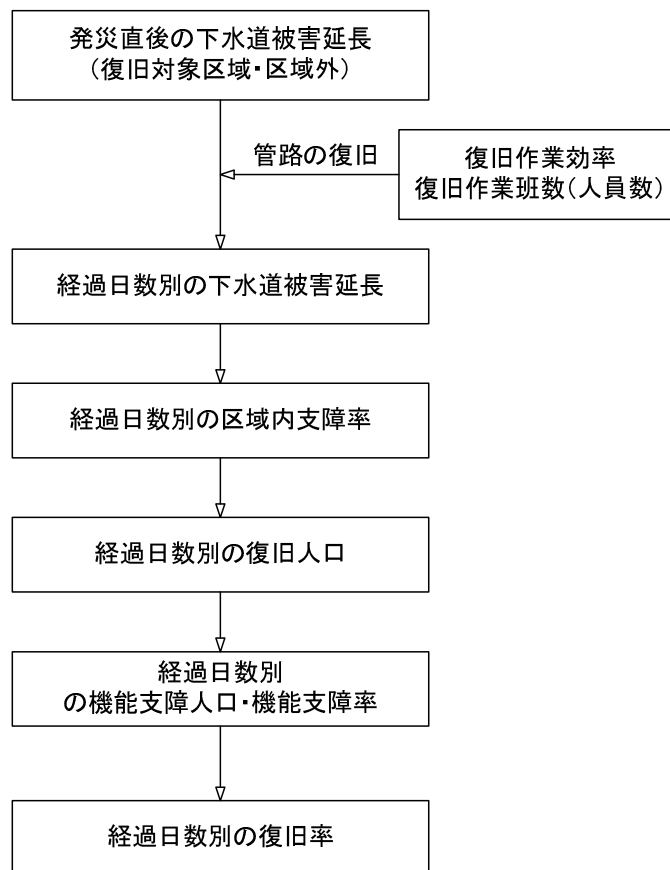 発災直後の下水道被害延長
（復旧対象区域・区域外）
管路の復旧
復旧作業効率
復旧作業班数（人員数）
経過日数別の下水道被害延長
経過日数別の区域内支障率
経過日数別の復旧人口
経過日数別
の機能支障人口・機能支障率
経過日数別の復旧率